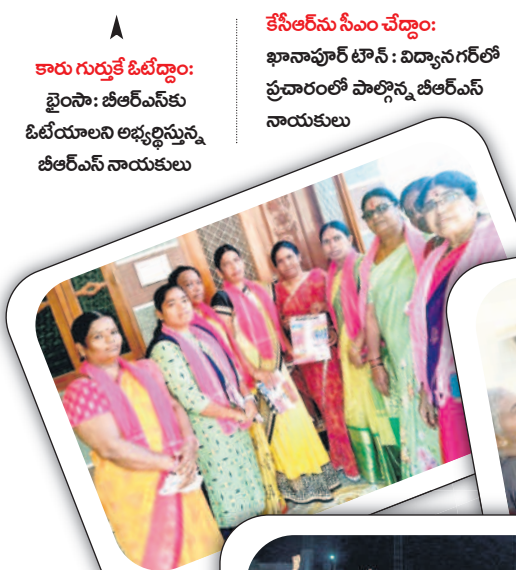 కారు గుర్తుకే ఓటేద్దాం:
భైంసా: బీఆర్ఎస్‌కు
ఓటేయాలని అభ్యర్థిస్తున్న
బీఆర్ఎస్ నాయకులు
కేసీఆర్‌ను సీఎం చేద్దాం:
ఖానాపూర్ టౌన్ : విద్యానగర్‌లో
ప్రచారంలో పాల్గొన్న బీఆర్ఎస్
నాయకులు